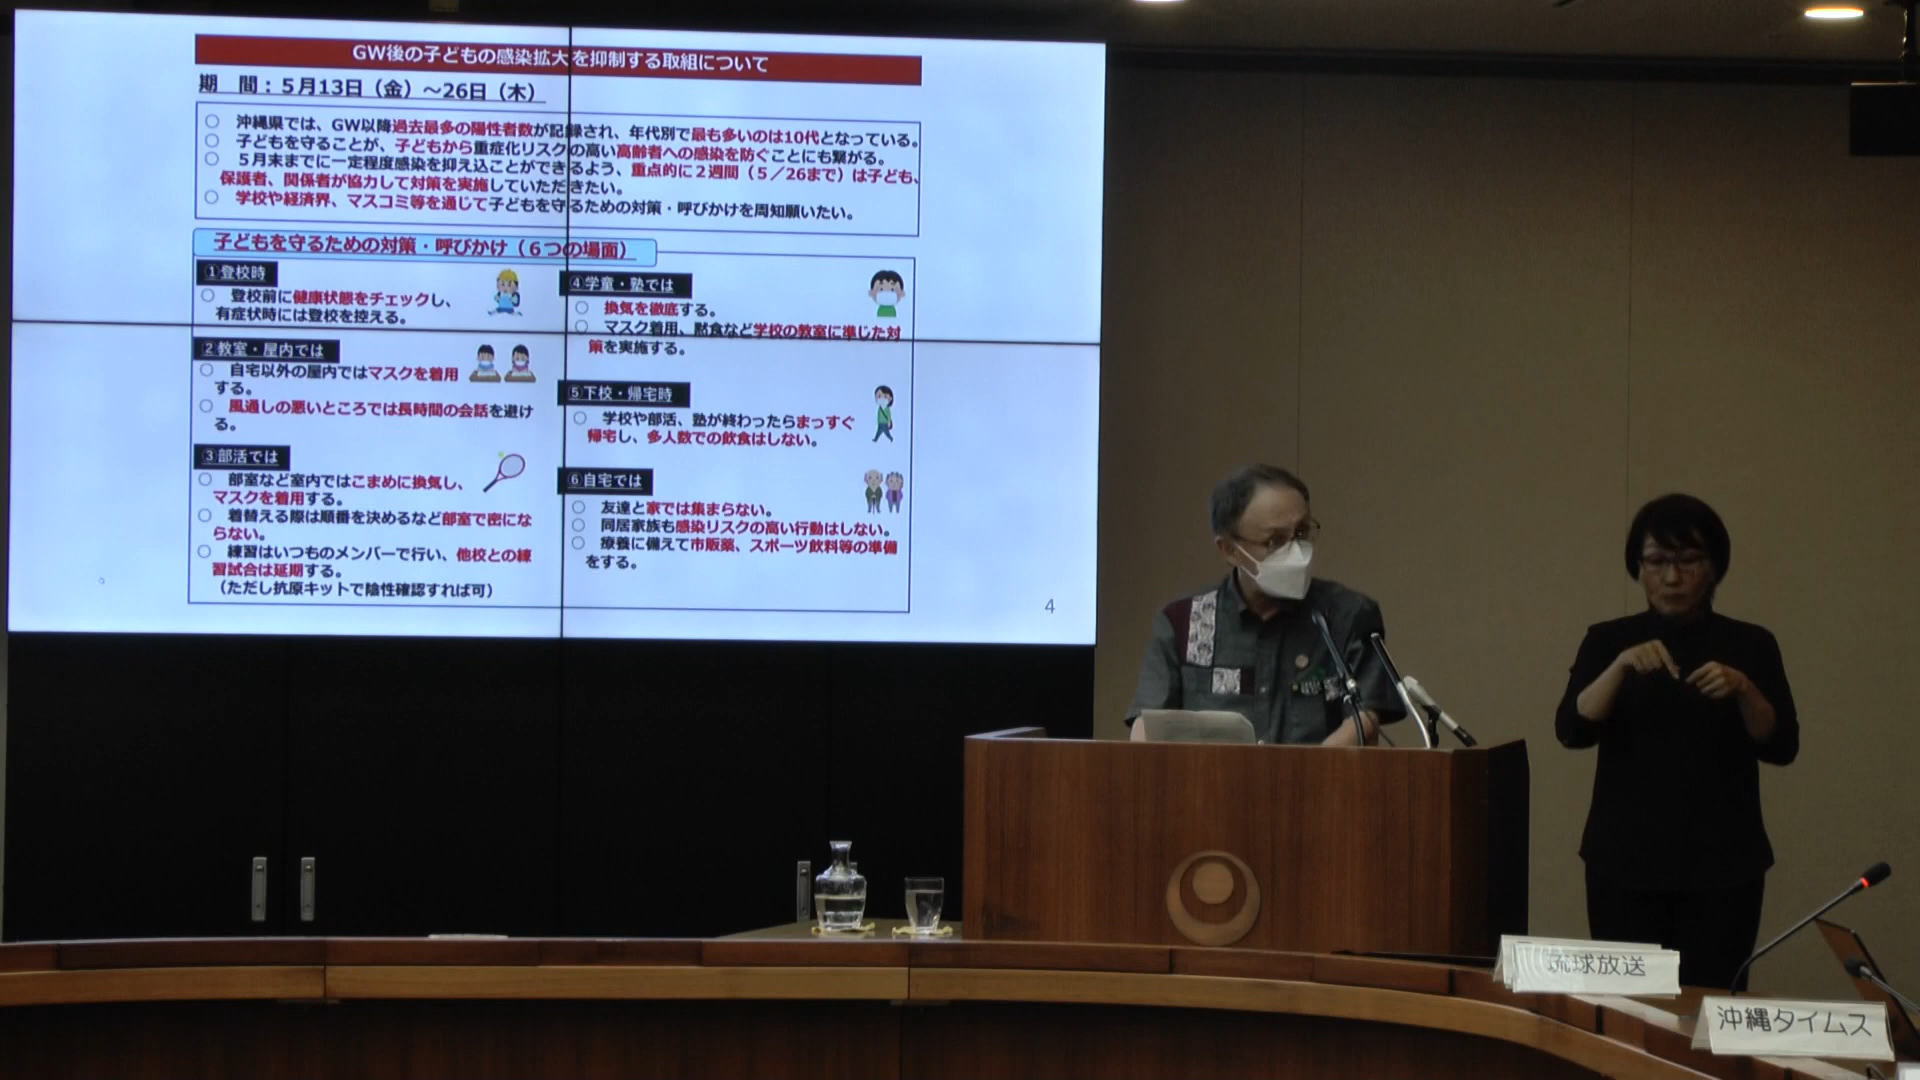 GW後の子どもの感染拡大を抑制する取組について
期　間：５月13日（金）～26日（木）
○　沖縄県では、GW以降過去最多の陽性者数が記録され、年代別で最も多いのは10代となっている。
○　子どもを守ることが、子どもから重症化リスクの高い高齢者への感染を防ぐことにも繋がる。
○　５月末までに一定程度感染を抑え込ことができるよう、重点的に２週間（５／26まで）は子ども、
保護者、関係者が協力して対策を実施していただきたい。
○　学校や経済界、マスコミ等を通じて子どもを守るための対策・呼びかけを周知願いたい。
子どもを守るための対策・呼びかけ（６つの場面）
①登校時
○　登校前に健康状態をチェックし、
有症状時には登校を控える。
②教室・屋内では
○　自宅以外の屋内ではマスクを着用
する。
○　風通しの悪いところでは長時間の会話を避け
る。
③部活では
○　部室など室内ではこまめに換気し、
マスクを着用する。
○　着替える際は順番を決めるなど部室で密にな
らない。
○　練習はいつものメンバーで行い、他校との練
習試合は延期する。
（ただし抗原キットで陰性確認すれば可）
④学童・塾では
○　換気を徹底する。
○　マスク着用、黙食など学校の教室に準じた対
策を実施する。
⑤下校・帰宅時
○　学校や部活、塾が終わったらまっすぐ
帰宅し、多人数での飲食はしない。
⑥自宅では
○　友達と家では集まらない。
○　同居家族も感染リスクの高い行動はしない。
○　療養に備えて市販薬、スポーツ飲料等の準備
をする。
4
琉球放送
沖縄タイムス